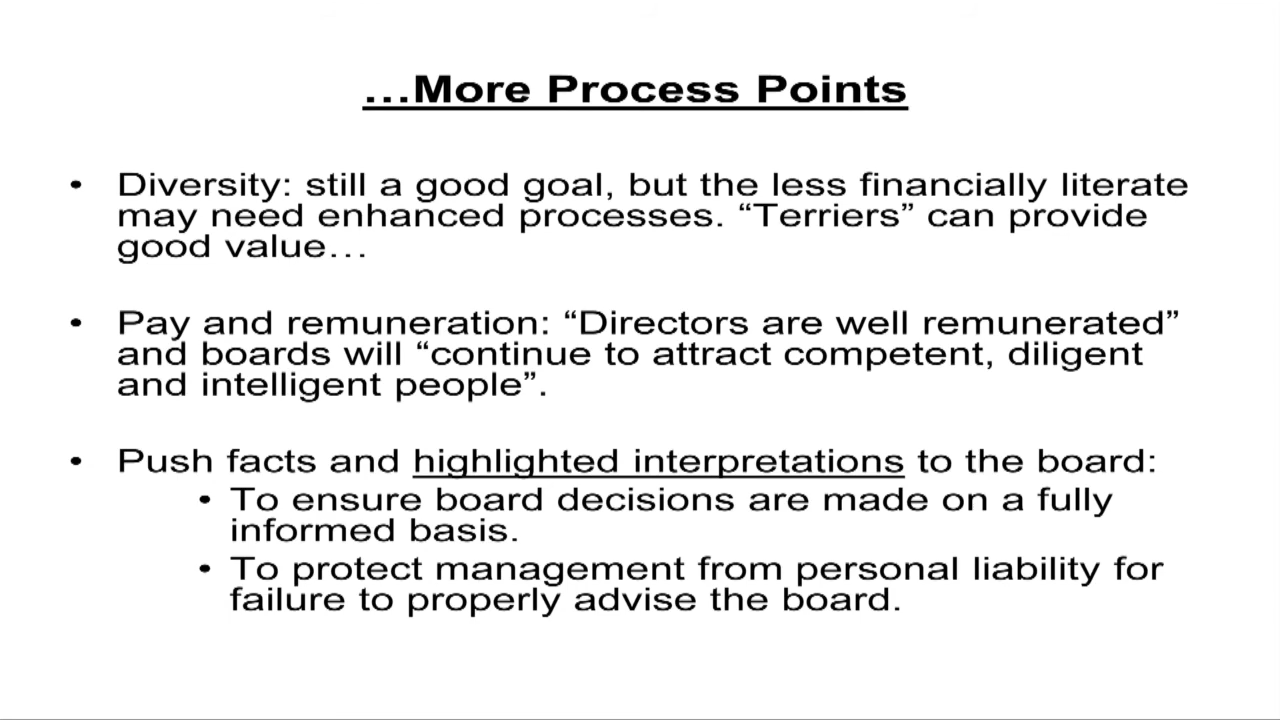 …More Process Points
• Diversity: still a good goal, but the less financially literate
may need enhanced processes. “Terriers” can provide
good value…
• Pay and remuneration: “Directors are well remunerated”
and boards will “continue to attract competent, diligent
and intelligent people”.
• Push facts and highlighted interpretations to the board:
• To ensure board decisions are made on a fully
informed basis.
• To protect management from personal liability for
failure to properly advise the board.